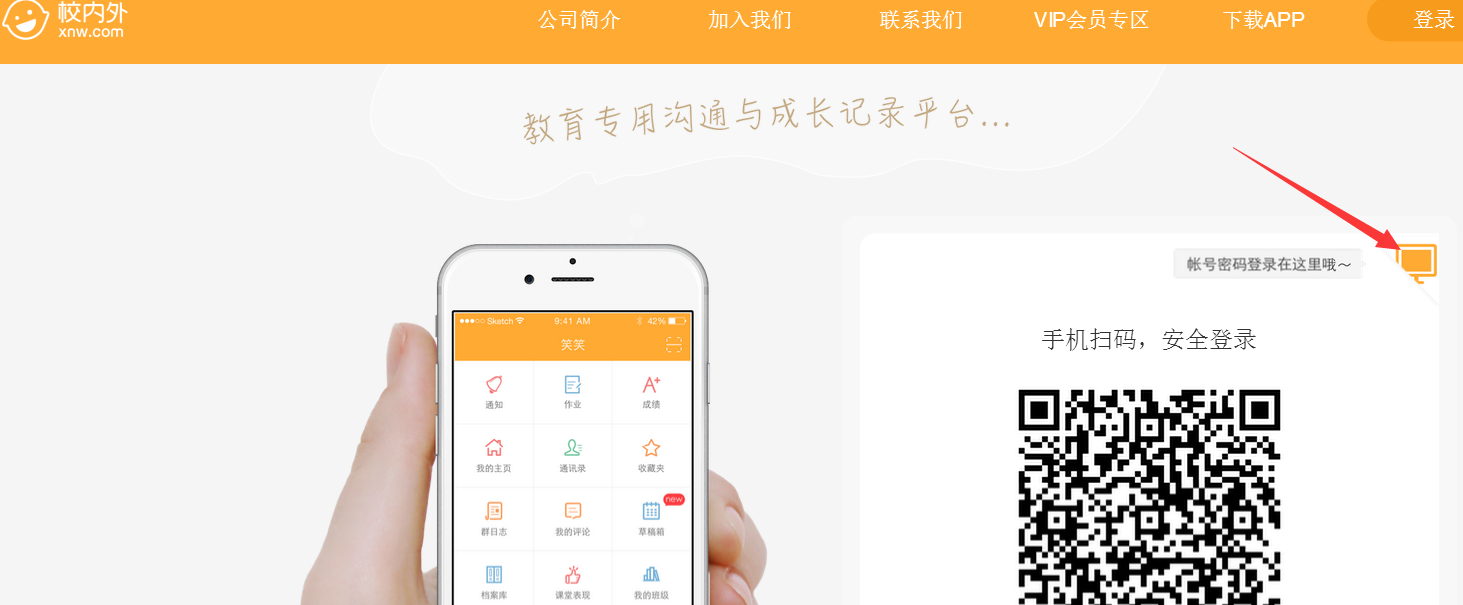 校内外
xnw.com
公司简介
加入我们
联系我们
VIP会员专区
下载APP
登录
教育专用沟通与成长记录平台...
帐号密码登录在这里哦～
手机扫码，安全登录
Sketch 9:41 AM 42%
笑笑
通知 作业 成绩
我的主页 通讯录 收藏夹
new
群日志 我的评论 草稿箱
档案库 课堂表现 我的班级